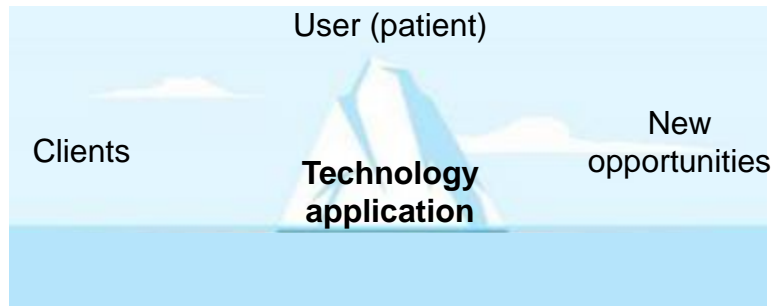 User (patient)
Clients
New
opportunities
Technology
application